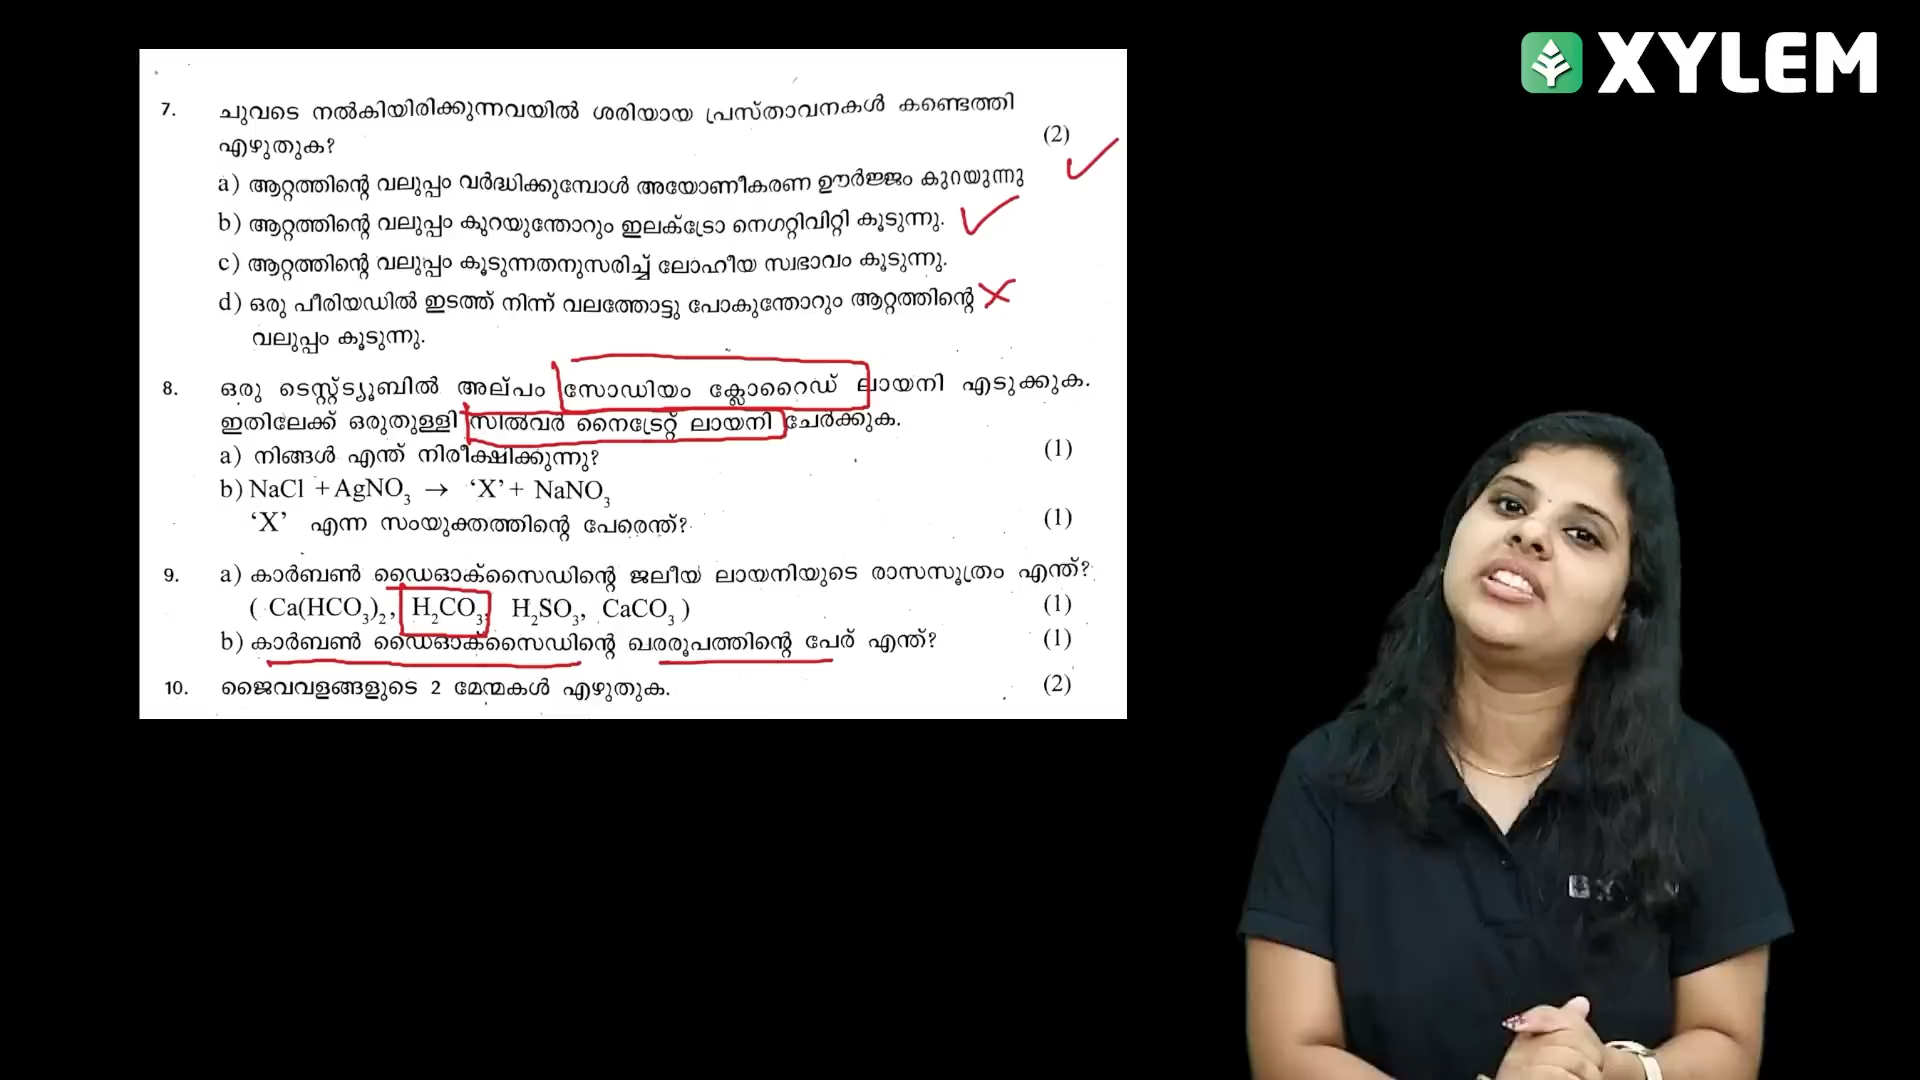 XYLEM
7. ചുവടെ നൽകിയിരിക്കുന്നവയിൽ ശരിയായ പ്രസ്താവനകൾ കണ്ടെത്തി
എഴുതുക? (2)
a) ആറ്റത്തിന്റെ വലുപ്പം വർദ്ധിക്കുമ്പോൾ അയോണീകരണ ഊർജ്ജം കുറയുന്നു
b) ആറ്റത്തിന്റെ വലുപ്പം കുറയുന്തോറും ഇലക്ട്രോ നെഗറ്റിവിറ്റി കൂടുന്നു.
c) ആറ്റത്തിന്റെ വലുപ്പം കൂടുന്നതനുസരിച്ച് ലോഹീയ സ്വഭാവം കൂടുന്നു.
d) ഒരു പീരിയഡിൽ ഇടത്ത് നിന്ന് വലത്തോട്ടു പോകുന്തോറും ആറ്റത്തിന്റെ
വലുപ്പം കൂടുന്നു.
8. ഒരു ടെസ്റ്റ്ട്യൂബിൽ അല്പം സോഡിയം ക്ലോറൈഡ് ലായനി എടുക്കുക.
ഇതിലേക്ക് ഒരുതുള്ളി സിൽവർ നൈട്രേറ്റ് ലായനി ചേർക്കുക.
a) നിങ്ങൾ എന്ത് നിരീക്ഷിക്കുന്നു? (1)
b) NaCl + AgNO₃ → ‘X’ + NaNO₃
‘X’ എന്ന സംയുക്തത്തിന്റെ പേരെന്ത്? (1)
9. a) കാർബൺ ഡൈഓക്സൈഡിന്റെ ജലീയ ലായനിയുടെ രാസസൂത്രം എന്ത്?
( Ca(HCO₃)₂, H₂CO₃, H₂SO₃, CaCO₃ ) (1)
b) കാർബൺ ഡൈഓക്സൈഡിന്റെ ഖരരൂപത്തിന്റെ പേര് എന്ത്? (1)
10. ജൈവവളങ്ങളുടെ 2 മേന്മകൾ എഴുതുക. (2)